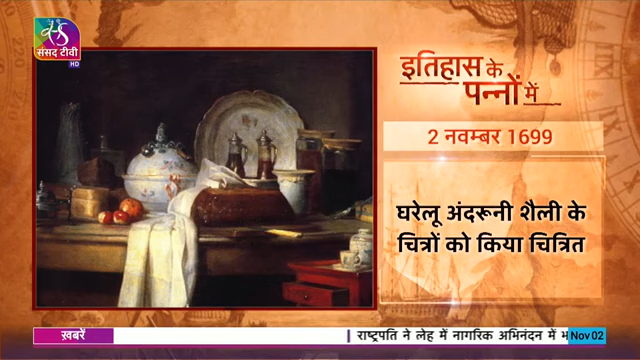 संसद टीवी
HD
इतिहास के
पन्नों में
2 नवम्बर 1699
घरेलू अंदरूनी शैली के
चित्रों को किया चित्रित
ख़बरें
राष्ट्रपति ने लेह में नागरिक अभिनंदन में भ
Nov 02